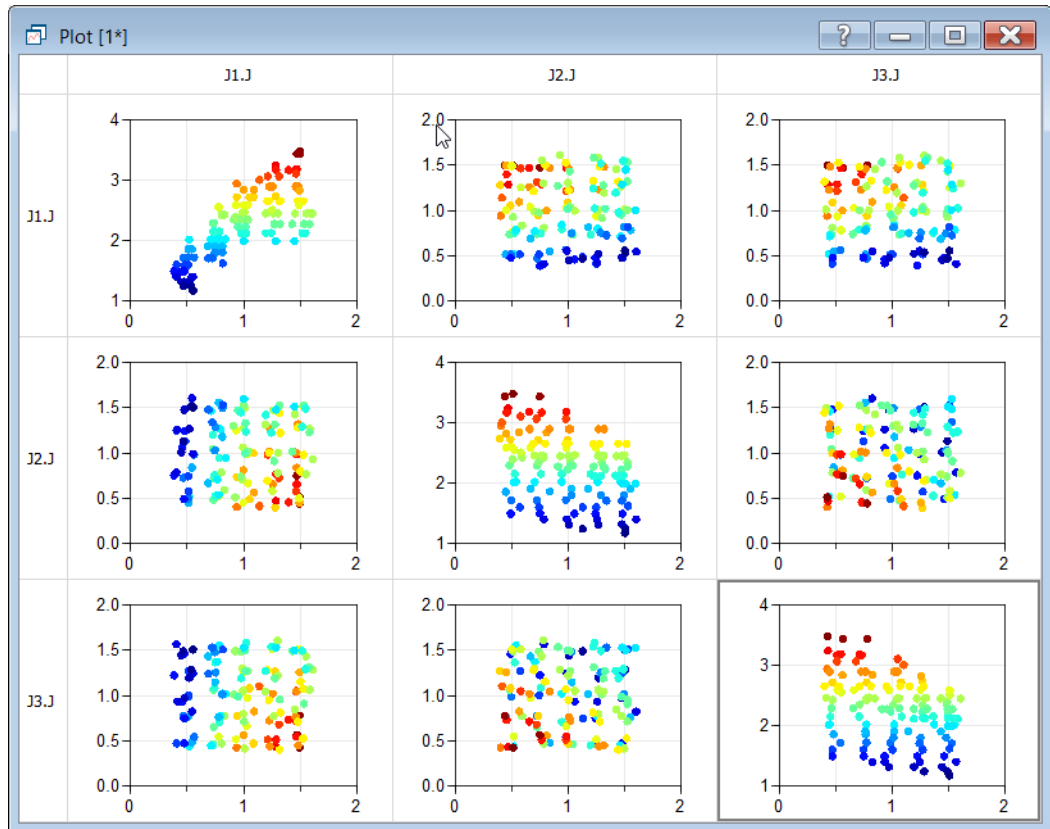 Plot [1*]
?
J1.J J2.J J3.J
4 2.0 2.0
3 1.5 1.5
J1.J 1.0 1.0
2 0.5 0.5
1 0.0 0.0
0 1 2 0 1 2 0 1 2
2.0 4 2.0
1.5 3 1.5
J2.J 1.0 1.0
0.5 2 0.5
0.0 1 0.0
0 1 2 0 1 2 0 1 2
2.0 2.0 4
1.5 1.5 3
J3.J 1.0 1.0
0.5 0.5 2
0.0 0.0 1
0 1 2 0 1 2 0 1 2